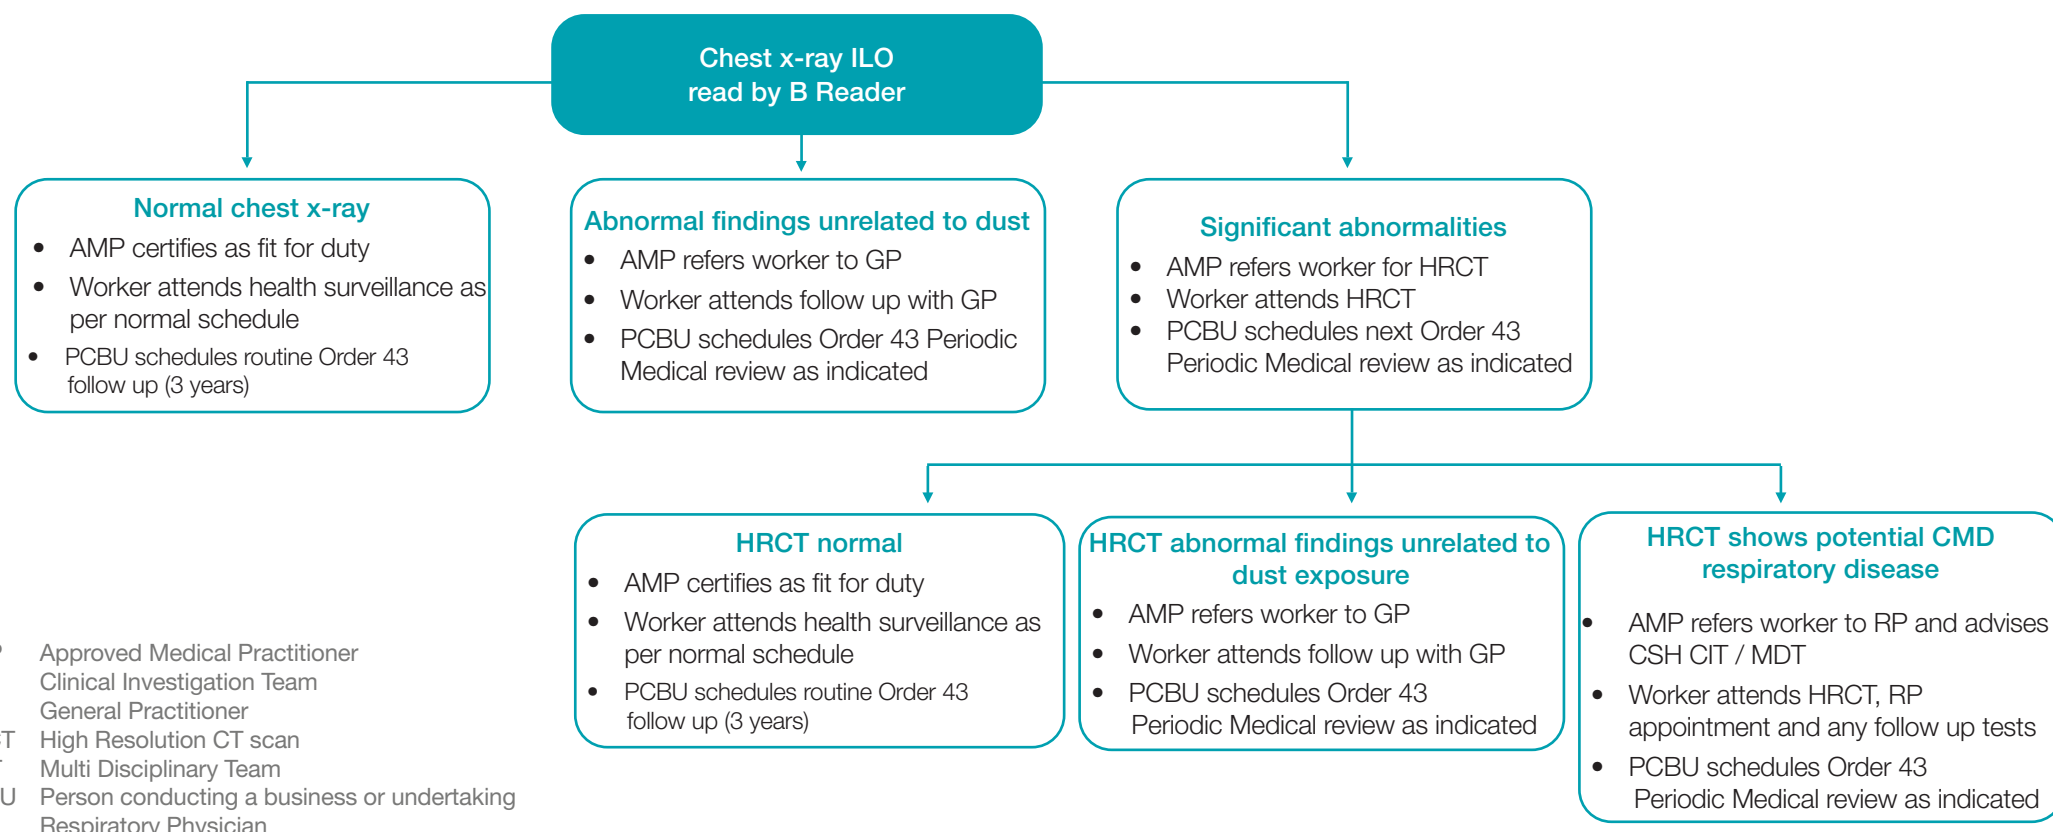 Chest x-ray ILO
read by B Reader
Normal chest x-ray
• AMP certifies as fit for duty
• Worker attends health surveillance as
per normal schedule
• PCBU schedules routine Order 43
follow up (3 years)
Abnormal findings unrelated to dust
• AMP refers worker to GP
• Worker attends follow up with GP
• PCBU schedules Order 43 Periodic
Medical review as indicated
Significant abnormalities
• AMP refers worker for HRCT
• Worker attends HRCT
• PCBU schedules next Order 43
Periodic Medical review as indicated
HRCT normal
• AMP certifies as fit for duty
• Worker attends health surveillance as
per normal schedule
• PCBU schedules routine Order 43
follow up (3 years)
HRCT abnormal findings unrelated to
dust exposure
• AMP refers worker to GP
• Worker attends follow up with GP
• PCBU schedules Order 43
Periodic Medical review as indicated
HRCT shows potential CMD
respiratory disease
• AMP refers worker to RP and advises
CSH CIT / MDT
• Worker attends HRCT, RP
appointment and any follow up tests
• PCBU schedules Order 43
Periodic Medical review as indicated
Approved Medical Practitioner
Clinical Investigation Team
General Practitioner
High Resolution CT scan
Multi Disciplinary Team
U Person conducting a business or undertaking
Respiratory Physician